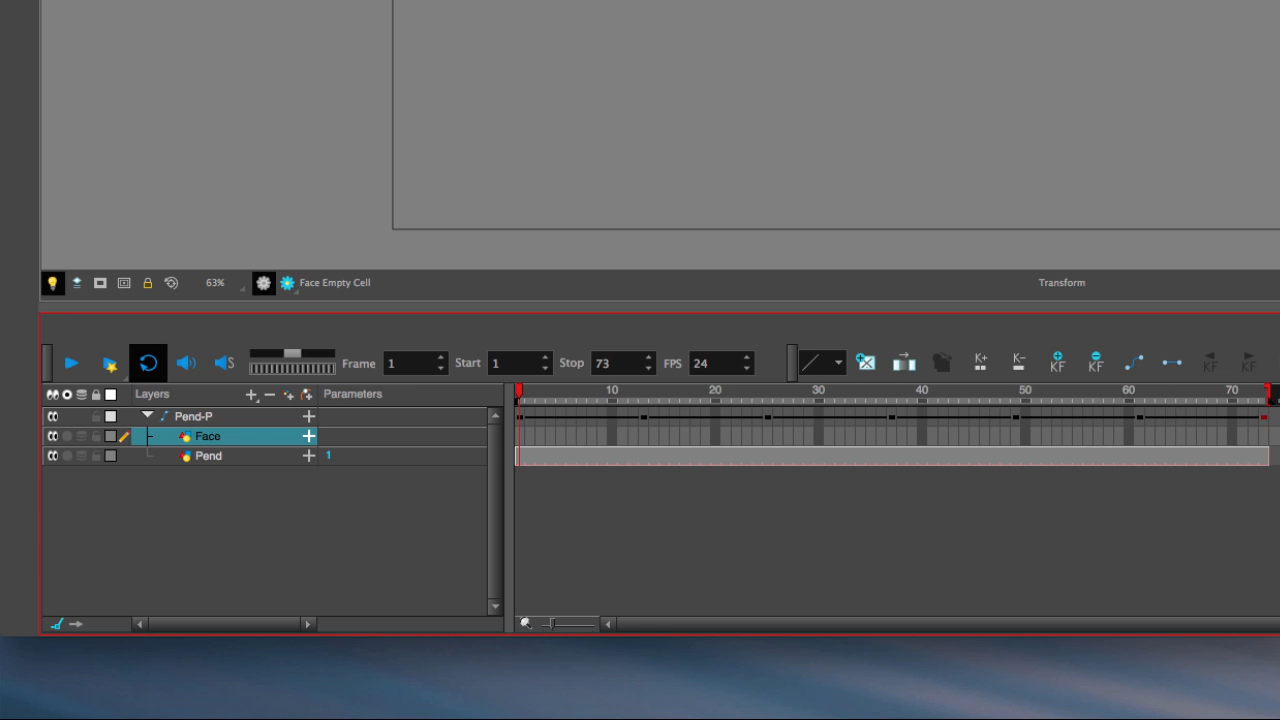 63% Face Empty Cell Transform
Frame 1 Start 1 Stop 73 FPS 24 K+ K- KF KF KF KF
Layers Parameters 10 20 30 40 50 60 70
Pend-P
Face
Pend 1